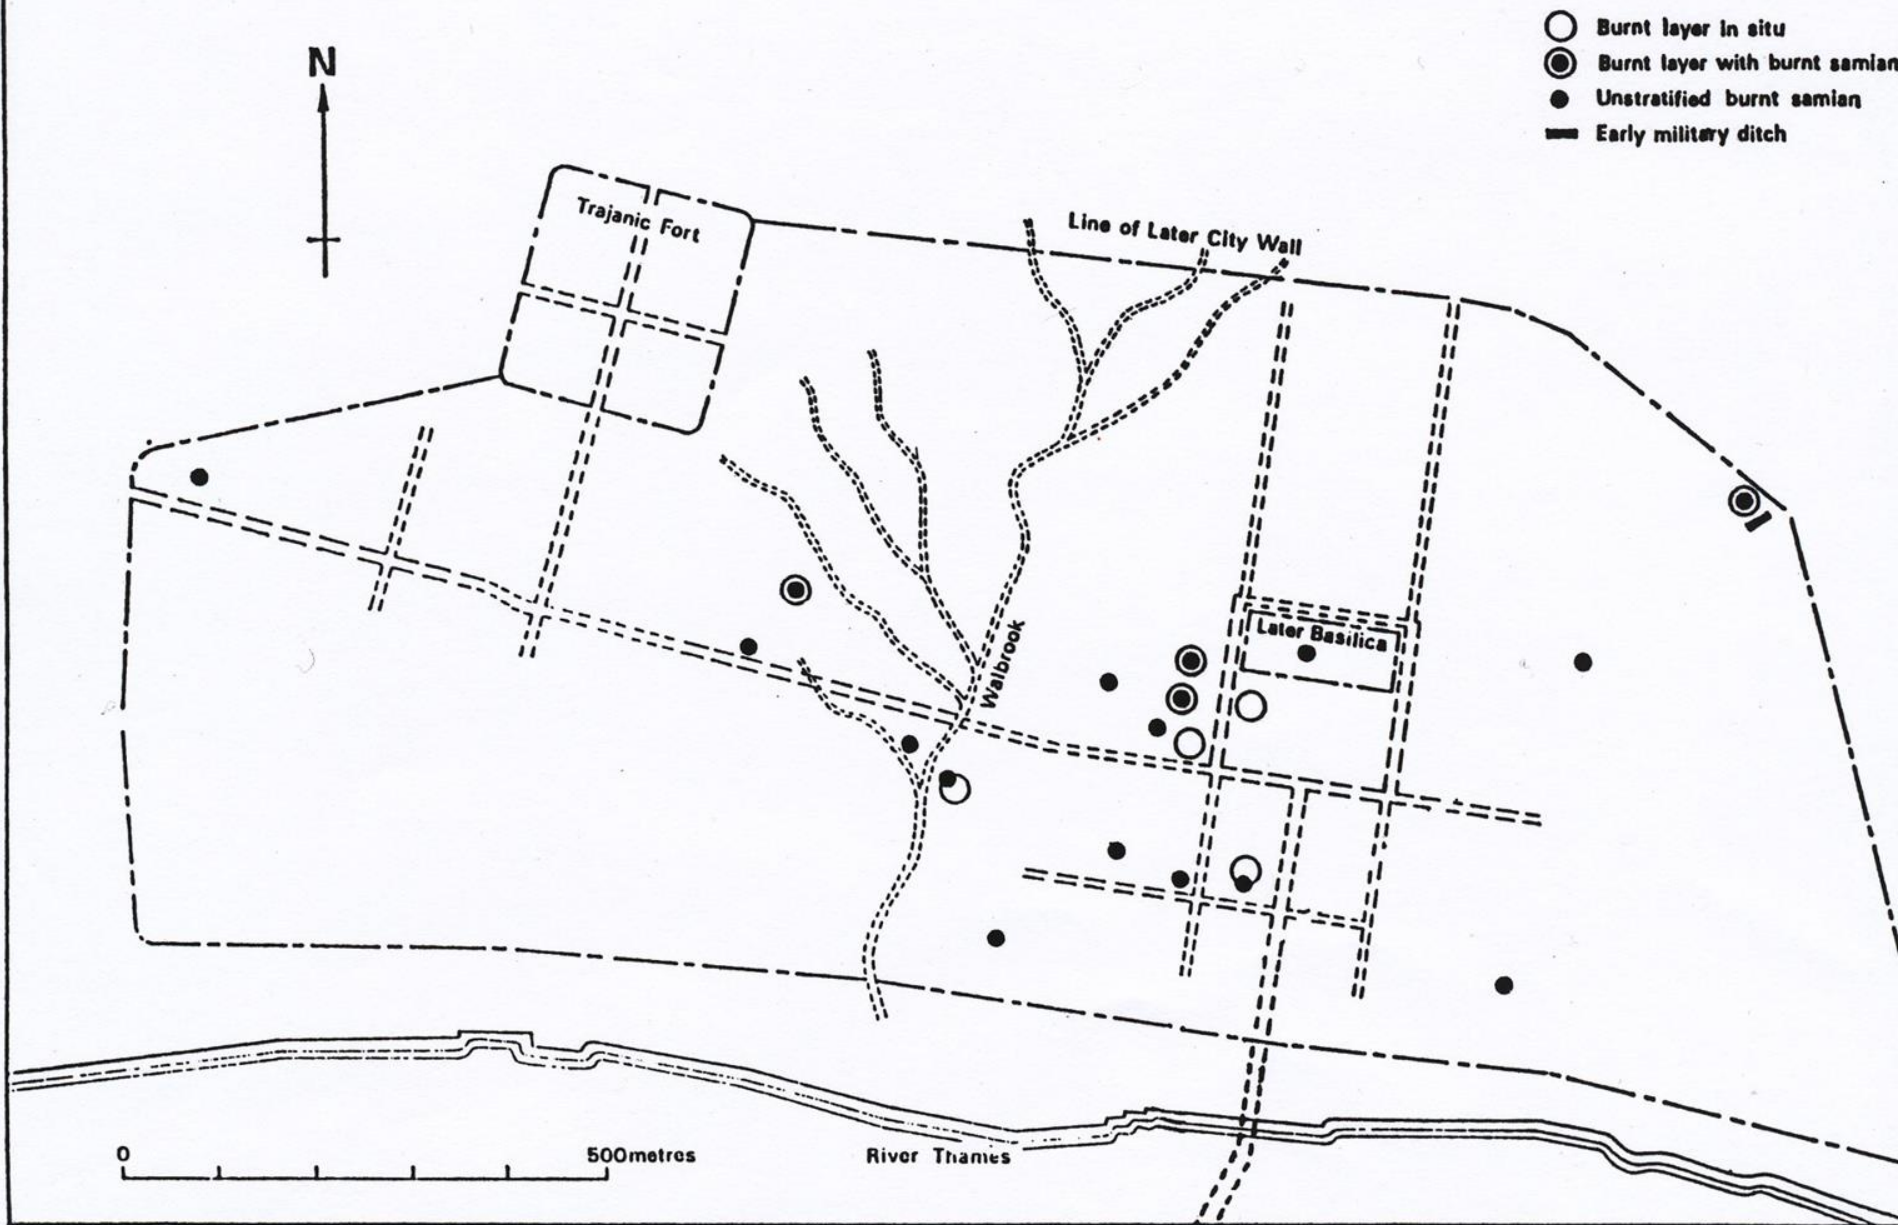 Burnt layer in situ
Burnt layer with burnt samian
Unstratified burnt samian
Early military ditch
N
Trajanic Fort
Line of Later City Wall
Walbrook
Later Basilica
0 500metres
River Thames